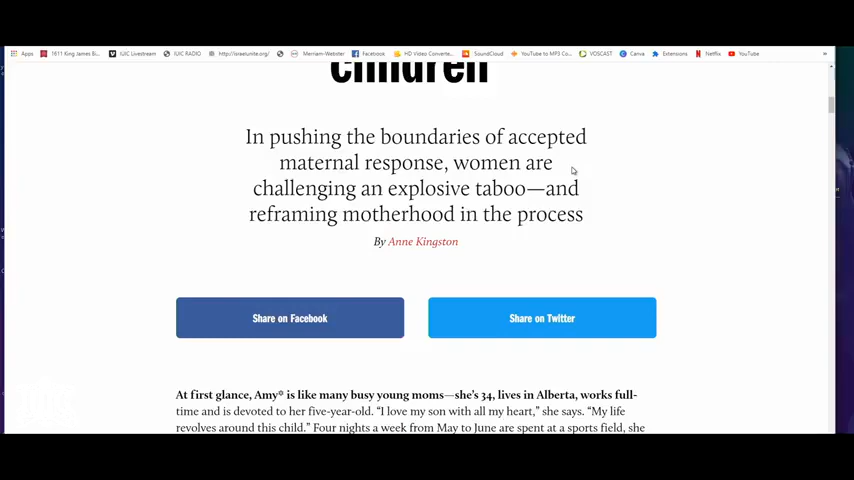 Apps 1611 King James Bi... IUIC Livestream IUIC RADIO http://israelunite.org/ Merriam-Webster Facebook HD Video Converte... SoundCloud YouTube to MP3 Co... VOSCAST Canva Extensions Netflix YouTube »
children
In pushing the boundaries of accepted
maternal response, women are
challenging an explosive taboo—and
reframing motherhood in the process
By Anne Kingston
Share on Facebook Share on Twitter
At first glance, Amy* is like many busy young moms—she's 34, lives in Alberta, works full-
time and is devoted to her five-year-old. “I love my son with all my heart,” she says. “My life
revolves around this child.” Four nights a week from May to June are spent at a sports field, she